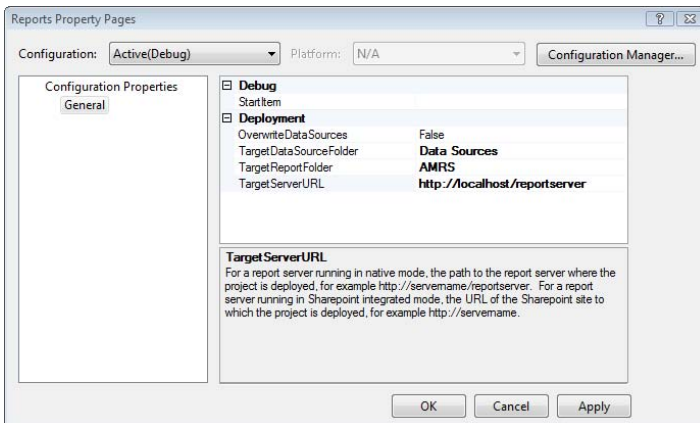 Reports Property Pages
Configuration: Active(Debug) Platform: N/A Configuration Manager...
Configuration Properties
General
Debug
StartItem
Deployment
OverwriteDataSources False
TargetDataSourceFolder Data Sources
TargetReportFolder AMRS
TargetServerURL http://localhost/reportserver
TargetServerURL
For a report server running in native mode, the path to the report server where the
project is deployed, for example http://servername/reportserver. For a report
server running in Sharepoint integrated mode, the URL of the Sharepoint site to
which the project is deployed, for example http://servername.
OK Cancel Apply